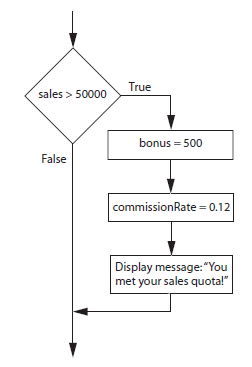 sales > 50000
True
bonus = 500
False
commissionRate = 0.12
Display message: “You
met your sales quota!”